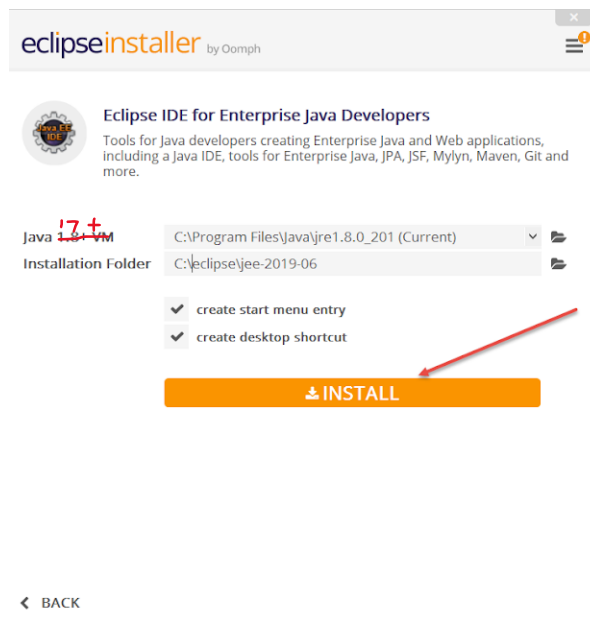 eclipseinstaller by Oomph
Java EE
IDE
Eclipse IDE for Enterprise Java Developers
Tools for Java developers creating Enterprise Java and Web applications,
including a Java IDE, tools for Enterprise Java, JPA, JSF, Mylyn, Maven, Git and
more.
17+
Java 1.8+ VM C:\Program Files\Java\jre1.8.0_201 (Current)
Installation Folder C:\eclipse\jee-2019-06
create start menu entry
create desktop shortcut
INSTALL
BACK